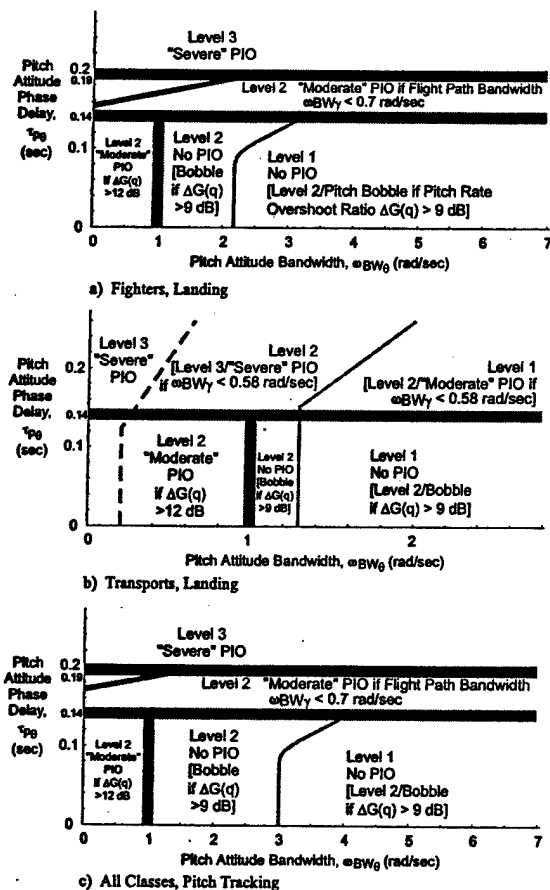 Level 3
"Severe" PIO
Pitch
Attitude
Phase
Delay,
τpθ
(sec)
0.2
0.19
0.14
0.1
0
Level 2 "Moderate" PIO if Flight Path Bandwidth
ωBWγ < 0.7 rad/sec
Level 2
"Moderate"
PIO
if ΔG(q)
>12 dB
Level 2
No PIO
[Bobble
if ΔG(q)
>9 dB]
Level 1
No PIO
[Level 2/Pitch Bobble if Pitch Rate
Overshoot Ratio ΔG(q) > 9 dB]
0 1 2 3 4 5 6 7
Pitch Attitude Bandwidth, ωBWθ (rad/sec)
a) Fighters, Landing
Pitch
Attitude
Phase
Delay,
τpθ
(sec)
0.2
0.14
0.1
0
Level 3
"Severe"
PIO
Level 2
[Level 3/"Severe" PIO
if ωBWγ < 0.58 rad/sec]
Level 1
[Level 2/"Moderate" PIO if
ωBWγ < 0.58 rad/sec]
Level 2
"Moderate"
PIO
if ΔG(q)
>12 dB
Level 2
No PIO
[Bobble
if ΔG(q)
>9 dB]
Level 1
No PIO
[Level 2/Bobble
if ΔG(q) > 9 dB]
0 1 2
Pitch Attitude Bandwidth, ωBWθ (rad/sec)
b) Transports, Landing
Level 3
"Severe" PIO
Pitch
Attitude
Phase
Delay,
τpθ
(sec)
0.2
0.19
0.14
0.1
0
Level 2 "Moderate" PIO if Flight Path Bandwidth
ωBWγ < 0.7 rad/sec
Level 2
"Moderate"
PIO
if ΔG(q)
>12 dB
Level 2
No PIO
[Bobble
if ΔG(q)
>9 dB]
Level 1
No PIO
[Level 2/Bobble
if ΔG(q) > 9 dB]
0 1 2 3 4 5 6 7
Pitch Attitude Bandwidth, ωBWθ (rad/sec)
c) All Classes, Pitch Tracking